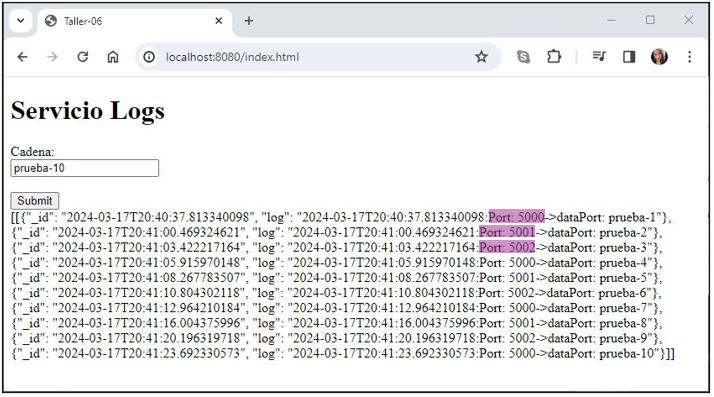 Taller-06
localhost:8080/index.html
Servicio Logs
Cadena:
prueba-10
Submit
[[{"_id": "2024-03-17T20:40:37.813340098", "log": "2024-03-17T20:40:37.813340098:Port: 5000->dataPort: prueba-1"},
{"_id": "2024-03-17T20:41:00.469324621", "log": "2024-03-17T20:41:00.469324621:Port: 5001->dataPort: prueba-2"},
{"_id": "2024-03-17T20:41:03.422217164", "log": "2024-03-17T20:41:03.422217164:Port: 5002->dataPort: prueba-3"},
{"_id": "2024-03-17T20:41:05.915970148", "log": "2024-03-17T20:41:05.915970148:Port: 5000->dataPort: prueba-4"},
{"_id": "2024-03-17T20:41:08.267783507", "log": "2024-03-17T20:41:08.267783507:Port: 5001->dataPort: prueba-5"},
{"_id": "2024-03-17T20:41:10.804302118", "log": "2024-03-17T20:41:10.804302118:Port: 5002->dataPort: prueba-6"},
{"_id": "2024-03-17T20:41:12.964210184", "log": "2024-03-17T20:41:12.964210184:Port: 5000->dataPort: prueba-7"},
{"_id": "2024-03-17T20:41:16.004375996", "log": "2024-03-17T20:41:16.004375996:Port: 5001->dataPort: prueba-8"},
{"_id": "2024-03-17T20:41:20.196319718", "log": "2024-03-17T20:41:20.196319718:Port: 5002->dataPort: prueba-9"},
{"_id": "2024-03-17T20:41:23.692330573", "log": "2024-03-17T20:41:23.692330573:Port: 5000->dataPort: prueba-10"}]]